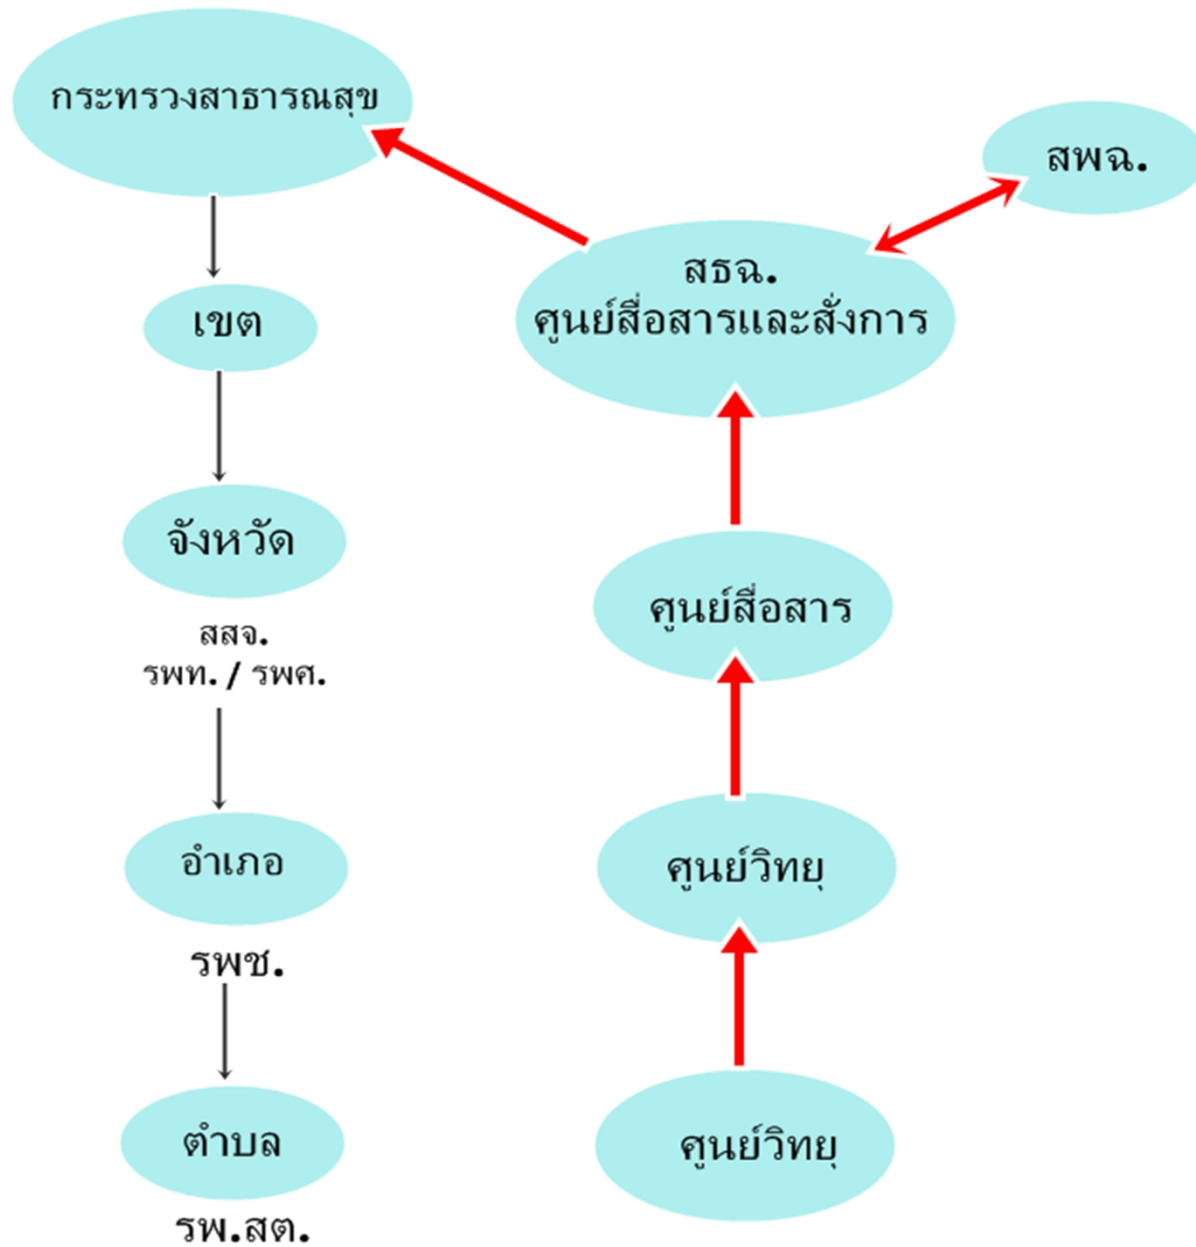 กระทรวงสาธารณสุข
สพฉ.
สธฉ.
ศูนย์สื่อสารและสั่งการ
เขต
จังหวัด
สสจ.
รพท. / รพศ.
ศูนย์สื่อสาร
อำเภอ
รพช.
ศูนย์วิทยุ
ตำบล
รพ.สต.
ศูนย์วิทยุ